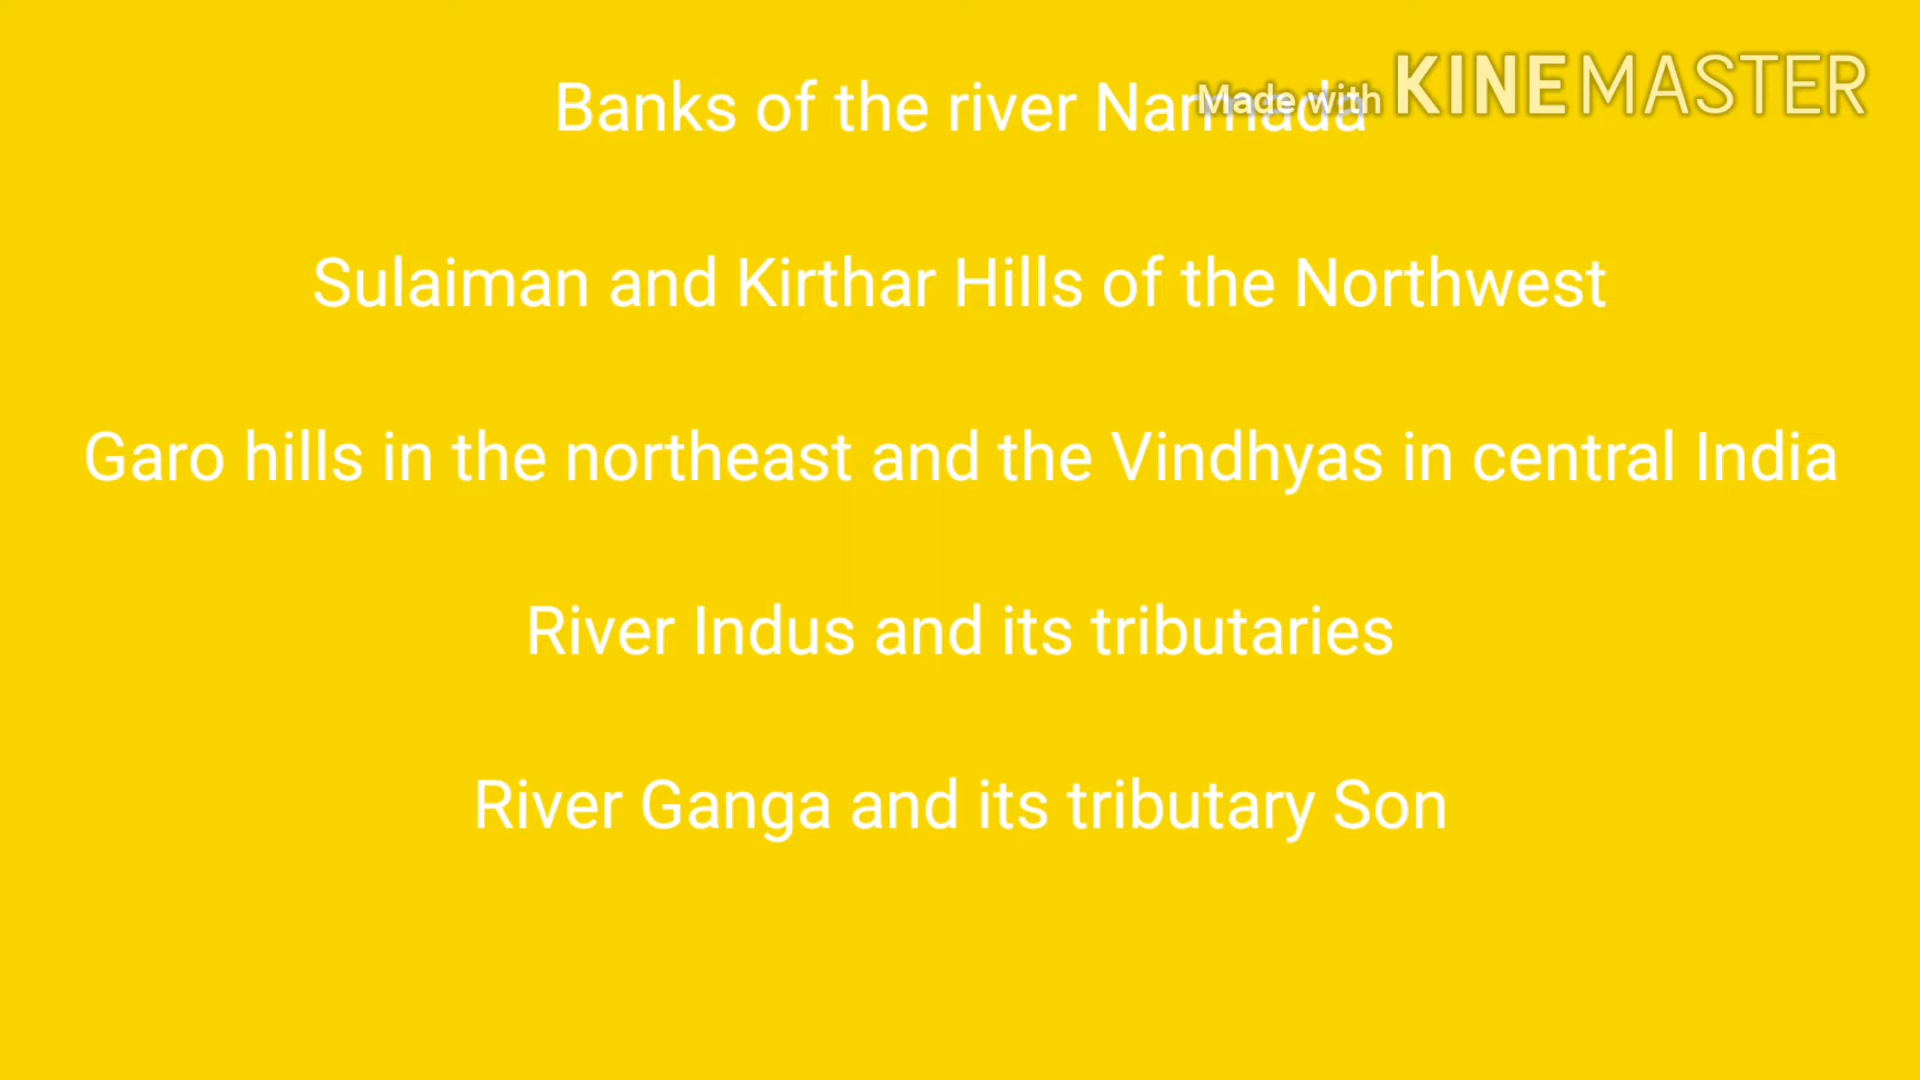 Banks of the river Narmada
Made with KINEMASTER
Sulaiman and Kirthar Hills of the Northwest
Garo hills in the northeast and the Vindhyas in central India
River Indus and its tributaries
River Ganga and its tributary Son